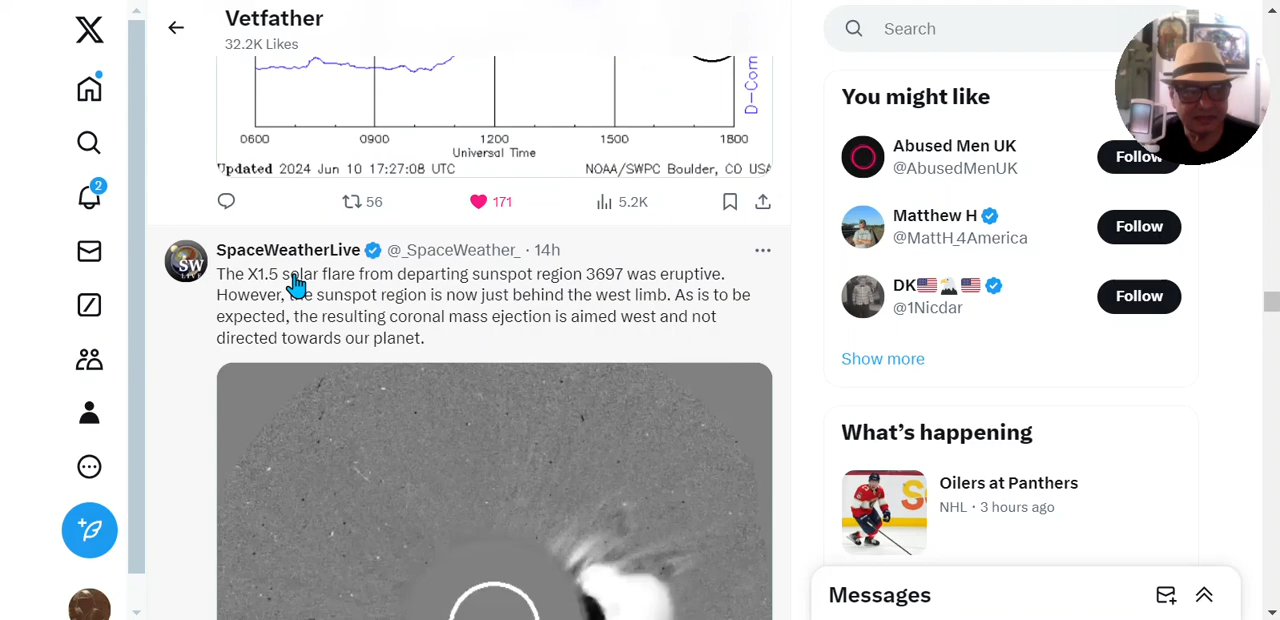 Vetfather
32.2K Likes
D-Com
0600 0900 1200 1500 1800
Universal Time
Updated 2024 Jun 10 17:27:08 UTC NOAA/SWPC Boulder, CO USA
56 171 5.2K
SpaceWeatherLive @_SpaceWeather_ · 14h
The X1.5 solar flare from departing sunspot region 3697 was eruptive.
However, the sunspot region is now just behind the west limb. As is to be
expected, the resulting coronal mass ejection is aimed west and not
directed towards our planet.
SW
LIVE
2
Search
You might like
Abused Men UK
@AbusedMenUK
Follow
Matthew H
@MattH_4America
Follow
DK
@1Nicdar
Follow
Show more
What's happening
Oilers at Panthers
NHL · 3 hours ago
Messages